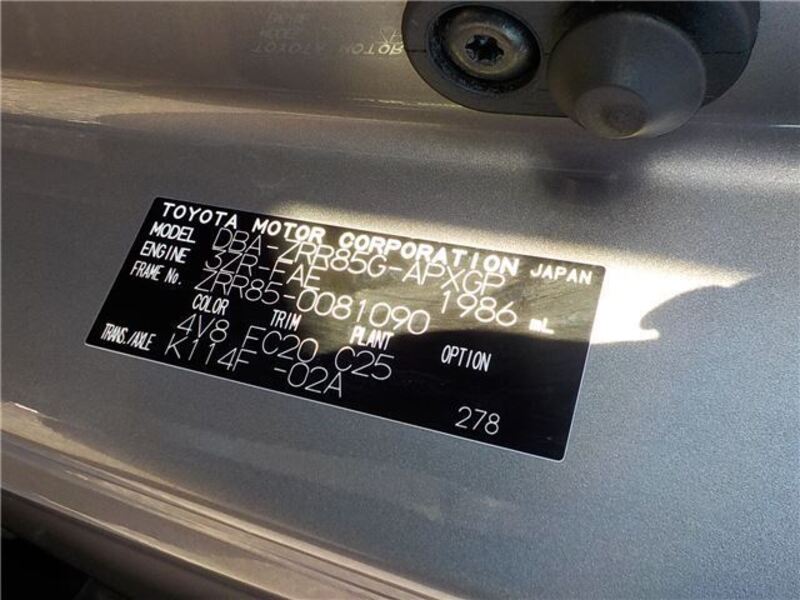 TOYOTA MOTOR CORPORATION JAPAN
MODEL DBA-ZRR85G-APXGP
ENGINE 3ZR-FAE 1986 mL
FRAME No. ZRR85-0081090
COLOR TRIM PLANT OPTION
4V8 FC20 C25
TRANS./AXLE K114F -02A
278